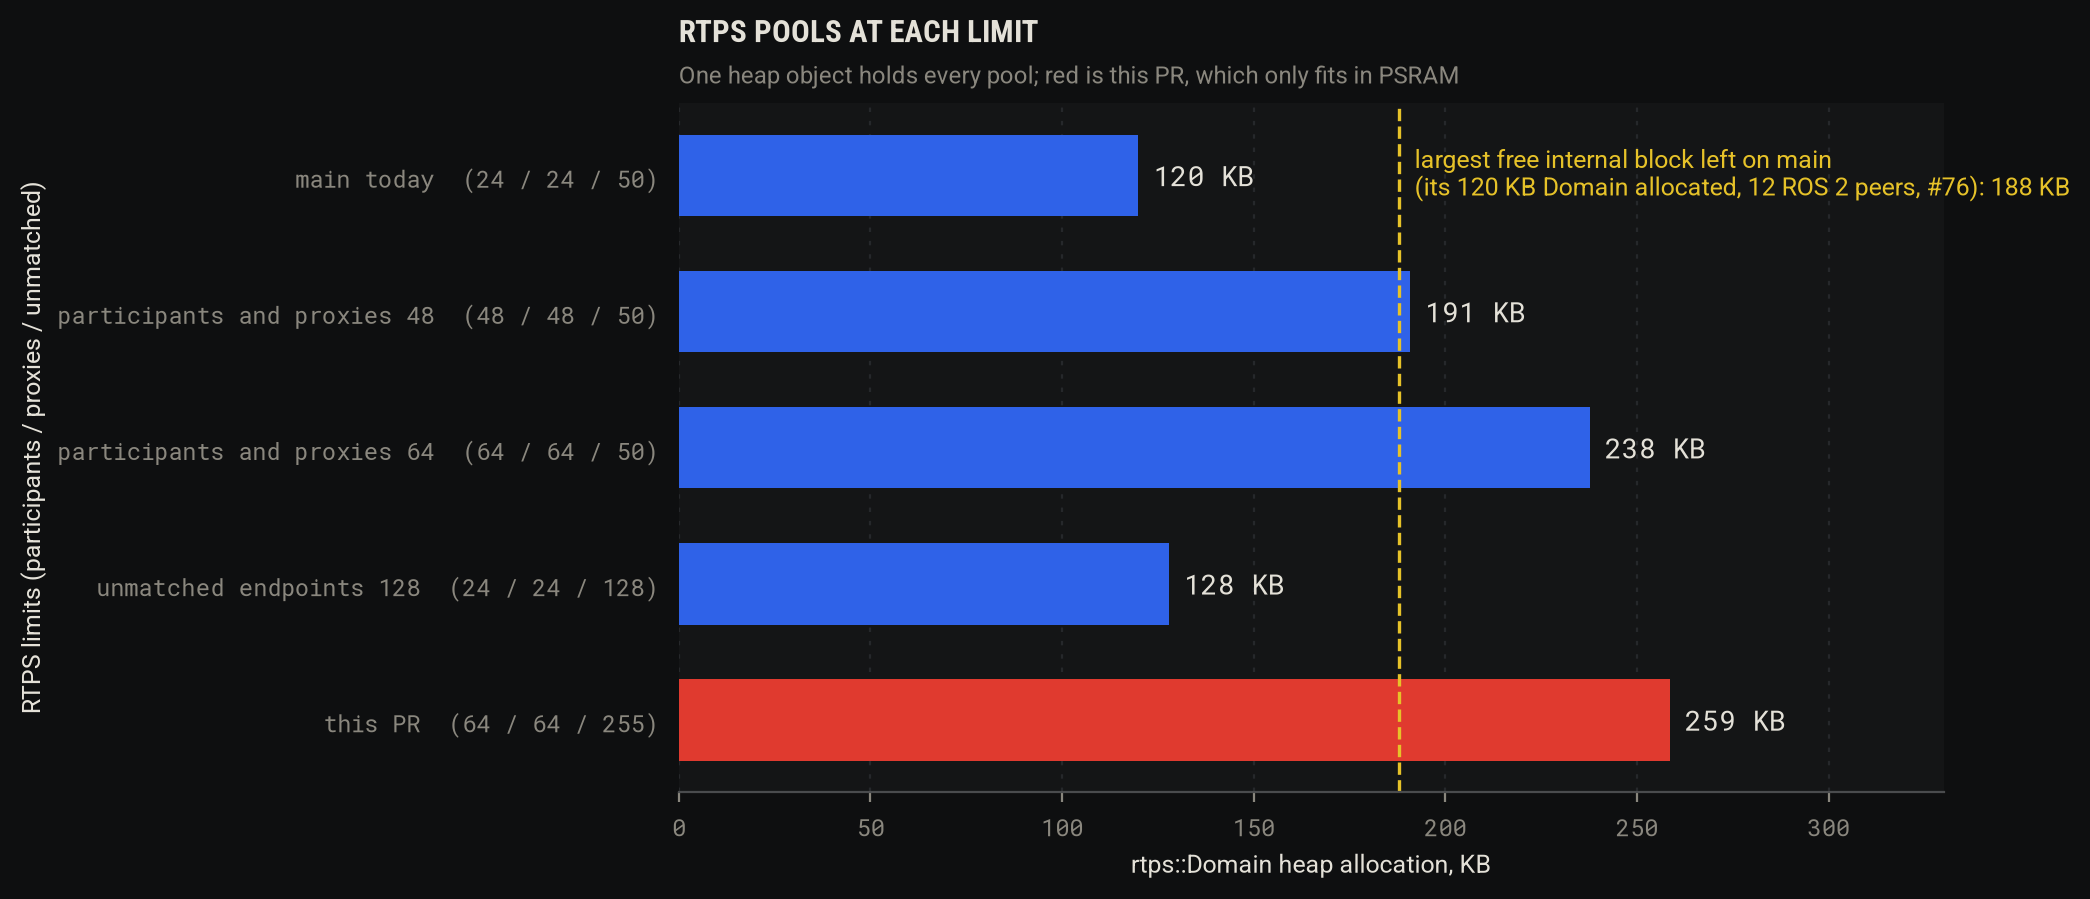 RTPS POOLS AT EACH LIMIT
One heap object holds every pool; red is this PR, which only fits in PSRAM
RTPS limits (participants / proxies / unmatched)
main today (24 / 24 / 50)
120 KB
largest free internal block left on main
(its 120 KB Domain allocated, 12 ROS 2 peers, #76): 188 KB
participants and proxies 48 (48 / 48 / 50)
191 KB
participants and proxies 64 (64 / 64 / 50)
238 KB
unmatched endpoints 128 (24 / 24 / 128)
128 KB
this PR (64 / 64 / 255)
259 KB
0 50 100 150 200 250 300
rtps::Domain heap allocation, KB